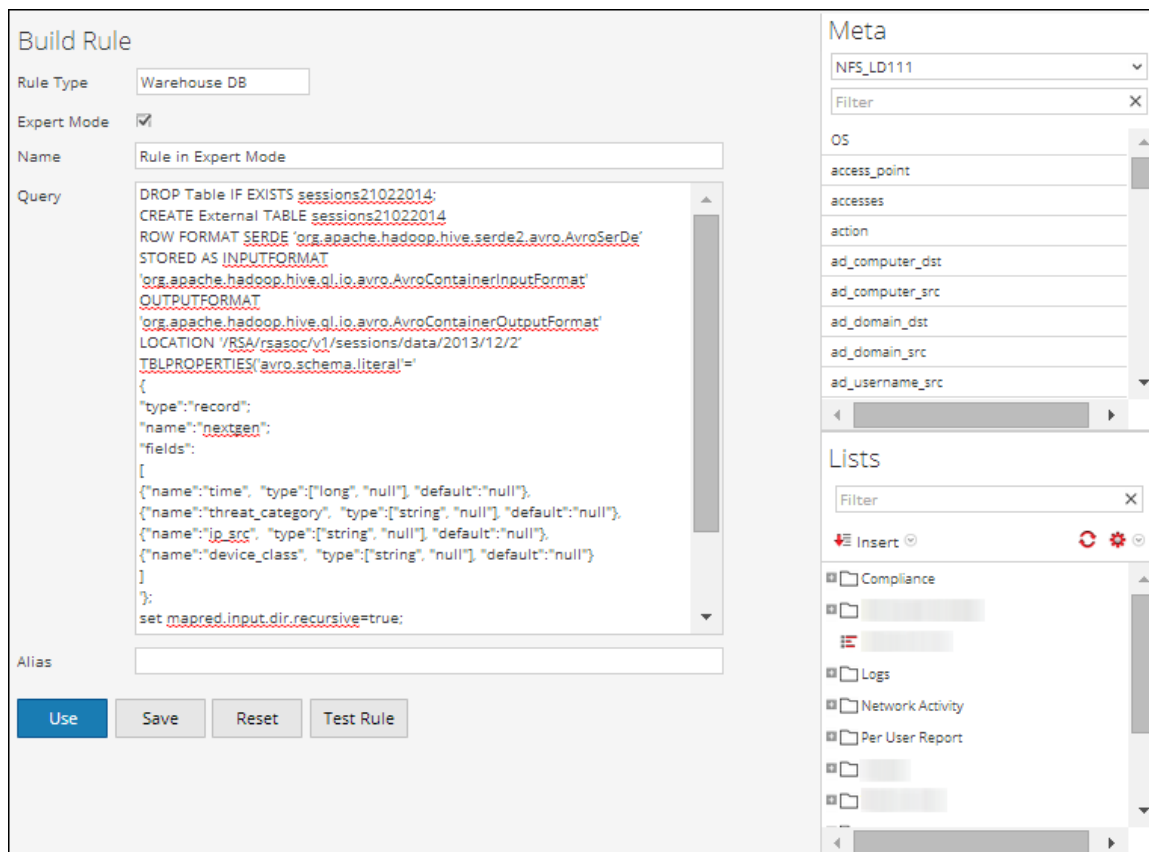 Build Rule
Rule Type
Warehouse DB
Expert Mode
Name
Rule in Expert Mode
Query
DROP Table IF EXISTS sessions21022014;
CREATE External TABLE sessions21022014
ROW FORMAT SERDE 'org.apache.hadoop.hive.serde2.avro.AvroSerDe'
STORED AS INPUTFORMAT
'org.apache.hadoop.hive.ql.io.avro.AvroContainerInputFormat'
OUTPUTFORMAT
'org.apache.hadoop.hive.ql.io.avro.AvroContainerOutputFormat'
LOCATION '/RSA/rsasoc/v1/sessions/data/2013/12/2'
TBLPROPERTIES('avro.schema.literal'='
{
"type":"record";
"name":"nextgen";
"fields":
[
{"name":"time", "type":["long", "null"], "default":"null"},
{"name":"threat_category", "type":["string", "null"], "default":"null"},
{"name":"ip_src", "type":["string", "null"], "default":"null"},
{"name":"device_class", "type":["string", "null"], "default":"null"}
]
'};
set mapred.input.dir.recursive=true;
Alias
Use
Save
Reset
Test Rule
Meta
NFS_LD111
Filter
OS
access_point
accesses
action
ad_computer_dst
ad_computer_src
ad_domain_dst
ad_domain_src
ad_username_src
Lists
Filter
Insert
Compliance
Logs
Network Activity
Per User Report